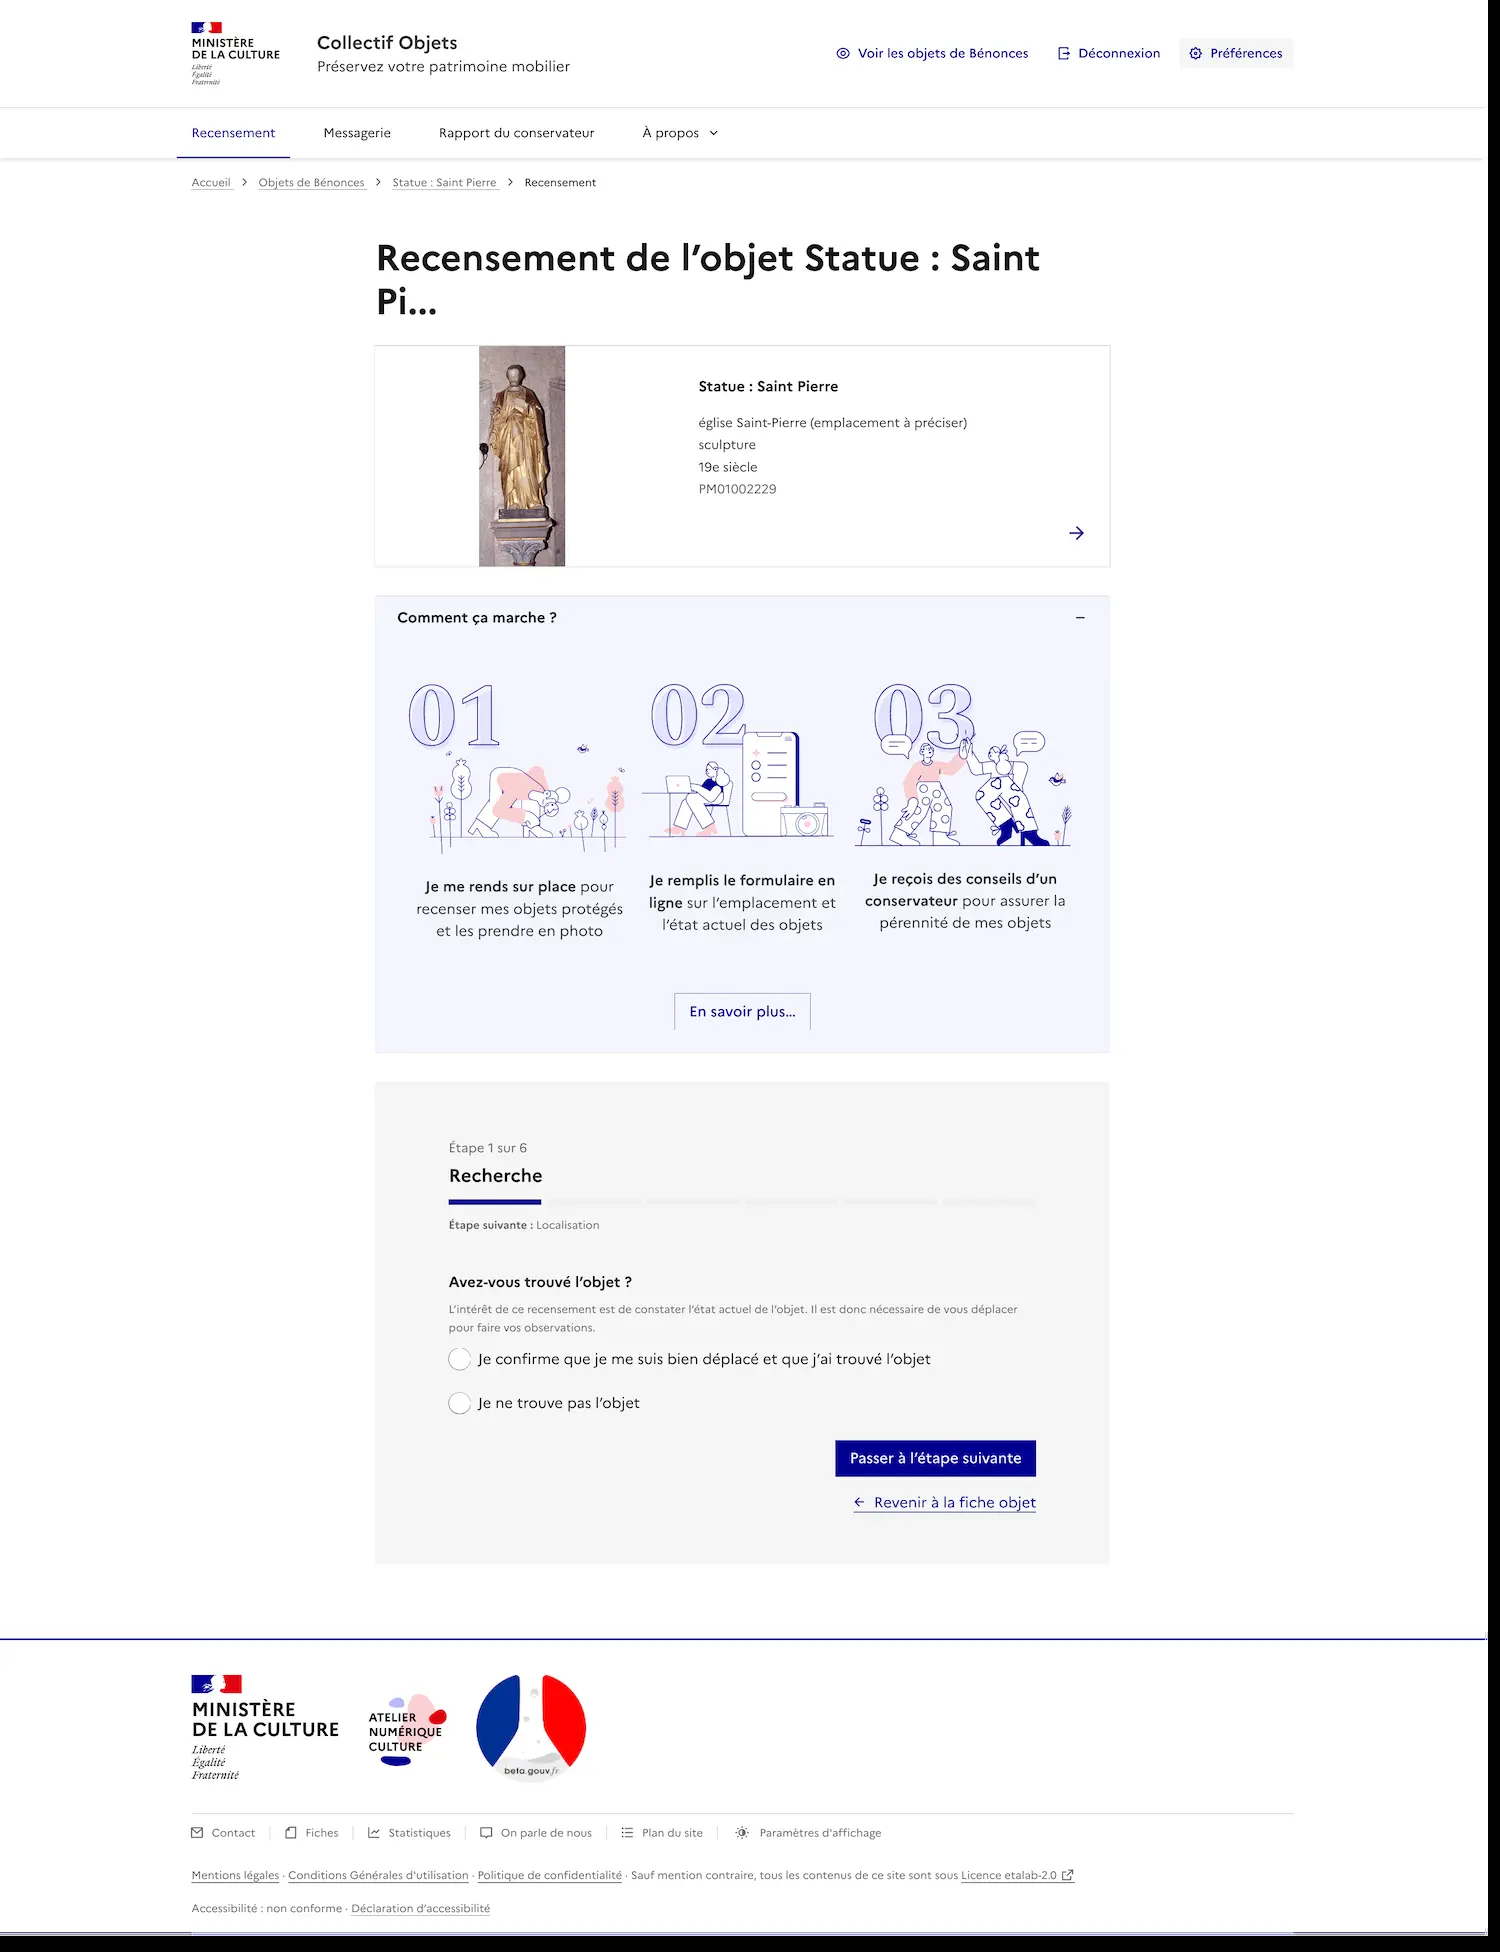 MINISTÈRE
DE LA CULTURE
Liberté
Égalité
Fraternité
Collectif Objets
Préservez votre patrimoine mobilier
Voir les objets de Bénonces
Déconnexion
Préférences
Recensement
Messagerie
Rapport du conservateur
À propos
Accueil > Objets de Bénonces > Statue : Saint Pierre > Recensement
Recensement de l’objet Statue : Saint
Pi...
Statue : Saint Pierre
église Saint-Pierre (emplacement à préciser)
sculpture
19e siècle
PM01002229
Comment ça marche ?
01
Je me rends sur place pour
recenser mes objets protégés
et les prendre en photo
02
Je remplis le formulaire en
ligne sur l’emplacement et
l’état actuel des objets
03
Je reçois des conseils d’un
conservateur pour assurer la
pérennité de mes objets
En savoir plus...
Étape 1 sur 6
Recherche
Étape suivante : Localisation
Avez-vous trouvé l’objet ?
L’intérêt de ce recensement est de constater l’état actuel de l’objet. Il est donc nécessaire de vous déplacer
pour faire vos observations.
Je confirme que je me suis bien déplacé et que j’ai trouvé l’objet
Je ne trouve pas l’objet
Passer à l’étape suivante
Revenir à la fiche objet
MINISTÈRE
DE LA CULTURE
Liberté
Égalité
Fraternité
ATELIER
NUMÉRIQUE
CULTURE
beta.gouv.fr
Contact
Fiches
Statistiques
On parle de nous
Plan du site
Paramètres d'affichage
Mentions légales · Conditions Générales d'utilisation · Politique de confidentialité · Sauf mention contraire, tous les contenus de ce site sont sous Licence etalab-2.0
Accessibilité : non conforme · Déclaration d’accessibilité